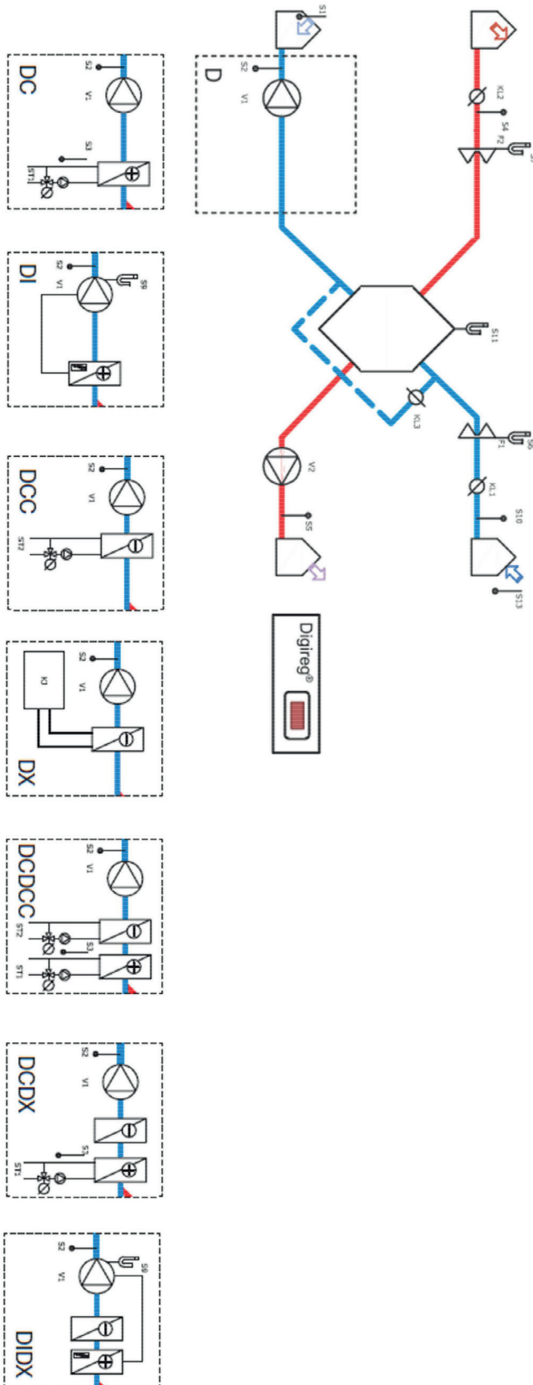 S1
S2
V1
D
KL2
S4
F2
S11
KL3
F1
S6
KL1
S10
S13
V2
S5
Digireg®
DC
S2
V1
S3
ST1
DI
S2
V1
S9
DCC
S2
V1
ST2
DX
S2
V1
KJ
DCDCC
S2
V1
ST2
S3
ST1
DCDX
S2
V1
ST1
DIDX
S2
V1
S9